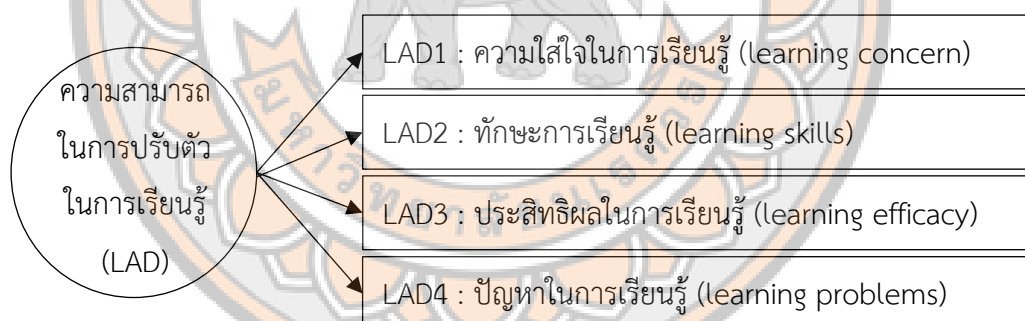 ความสามารถ
ในการปรับตัว
ในการเรียนรู้
(LAD)
LAD1 : ความใส่ใจในการเรียนรู้ (learning concern)
LAD2 : ทักษะการเรียนรู้ (learning skills)
LAD3 : ประสิทธิผลในการเรียนรู้ (learning efficacy)
LAD4 : ปัญหาในการเรียนรู้ (learning problems)